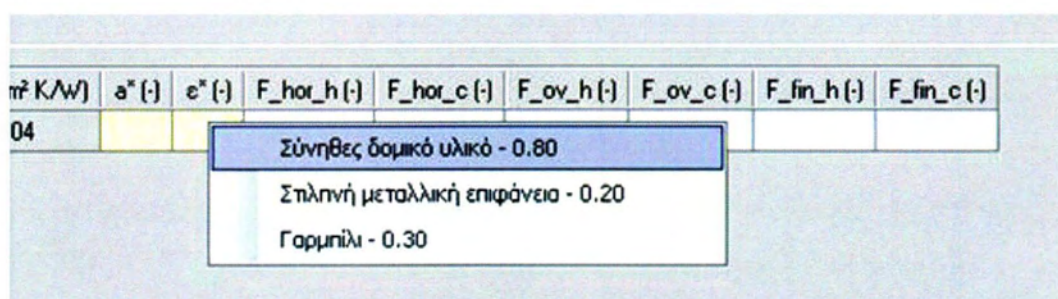 m² K/W) a* (-) ε* (-) F_hor_h (-) F_hor_c (-) F_ov_h (-) F_ov_c (-) F_fin_h (-) F_fin_c (-)
04
Σύνηθες δομικό υλικό - 0.80
Στιλπνή μεταλλική επιφάνεια - 0.20
Γαρμπίλι - 0.30